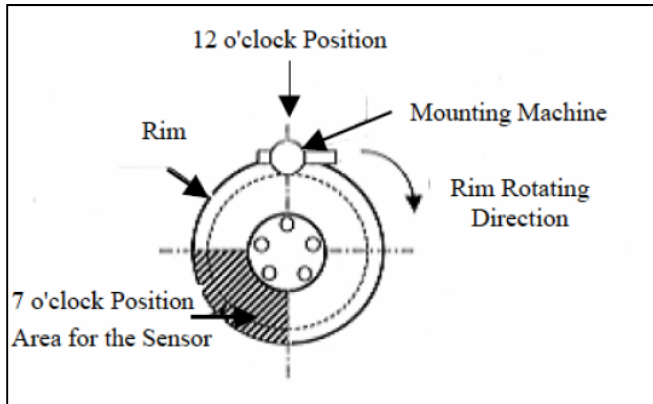 12 o'clock Position
Mounting Machine
Rim
Rim Rotating
Direction
7 o'clock Position
Area for the Sensor